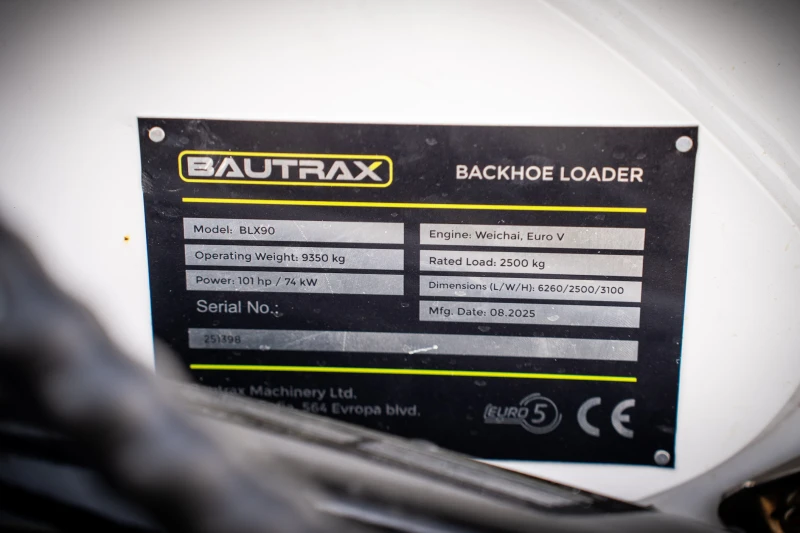 BAUTRAX
BACKHOE LOADER
Model: BLX90
Operating Weight: 9350 kg
Power: 101 hp / 74 kW
Engine: Weichai, Euro V
Rated Load: 2500 kg
Dimensions (L/W/H): 6260/2500/3100
Mfg. Date: 08.2025
Serial No.:
251398
Machinery Ltd.
564 Evropa blvd.
EURO 5
CE